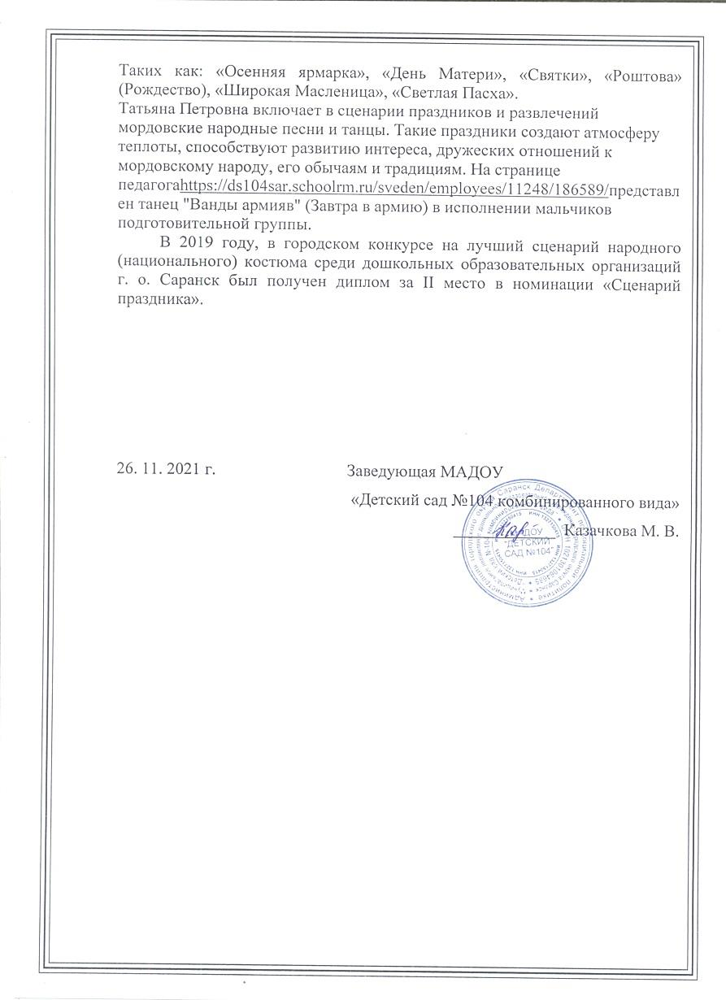 Таких как: «Осенняя ярмарка», «День Матери», «Святки», «Роштова»
(Рождество), «Широкая Масленица», «Светлая Пасха».
Татьяна Петровна включает в сценарии праздников и развлечений
мордовские народные песни и танцы. Такие праздники создают атмосферу
теплоты, способствуют развитию интереса, дружеских отношений к
мордовскому народу, его обычаям и традициям. На странице
педагогаhttps://ds104sar.schoolrm.ru/sveden/employees/11248/186589/представл
ен танец "Ванды армияв" (Завтра в армию) в исполнении мальчиков
подготовительной группы.
В 2019 году, в городском конкурсе на лучший сценарий народного
(национального) костюма среди дошкольных образовательных организаций
г. о. Саранск был получен диплом за II место в номинации «Сценарий
праздника».
26. 11. 2021 г.
Заведующая МАДОУ
«Детский сад №104 комбинированного вида»
Казачкова М. В.
МАДОУ
"ДЕТСКИЙ
САД №104"